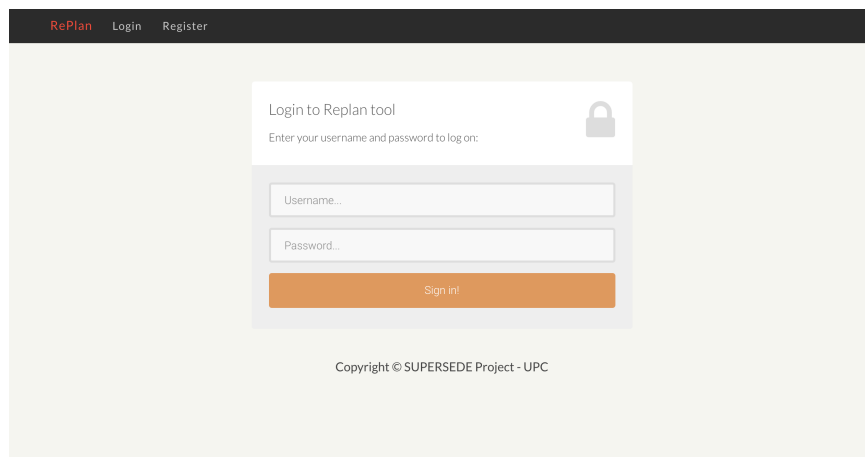 RePlan Login Register
Login to Replan tool
Enter your username and password to log on:
Username...
Password...
Sign in!
Copyright © SUPERSEDE Project - UPC